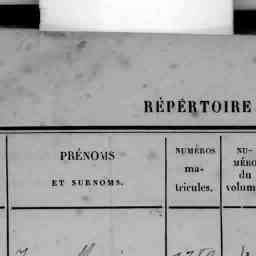 RÉPERTOIRE
PRÉNOMS
ET SURNOMS.
NUMÉROS
ma-
tricules.
NU-
MÉRO
du
volum